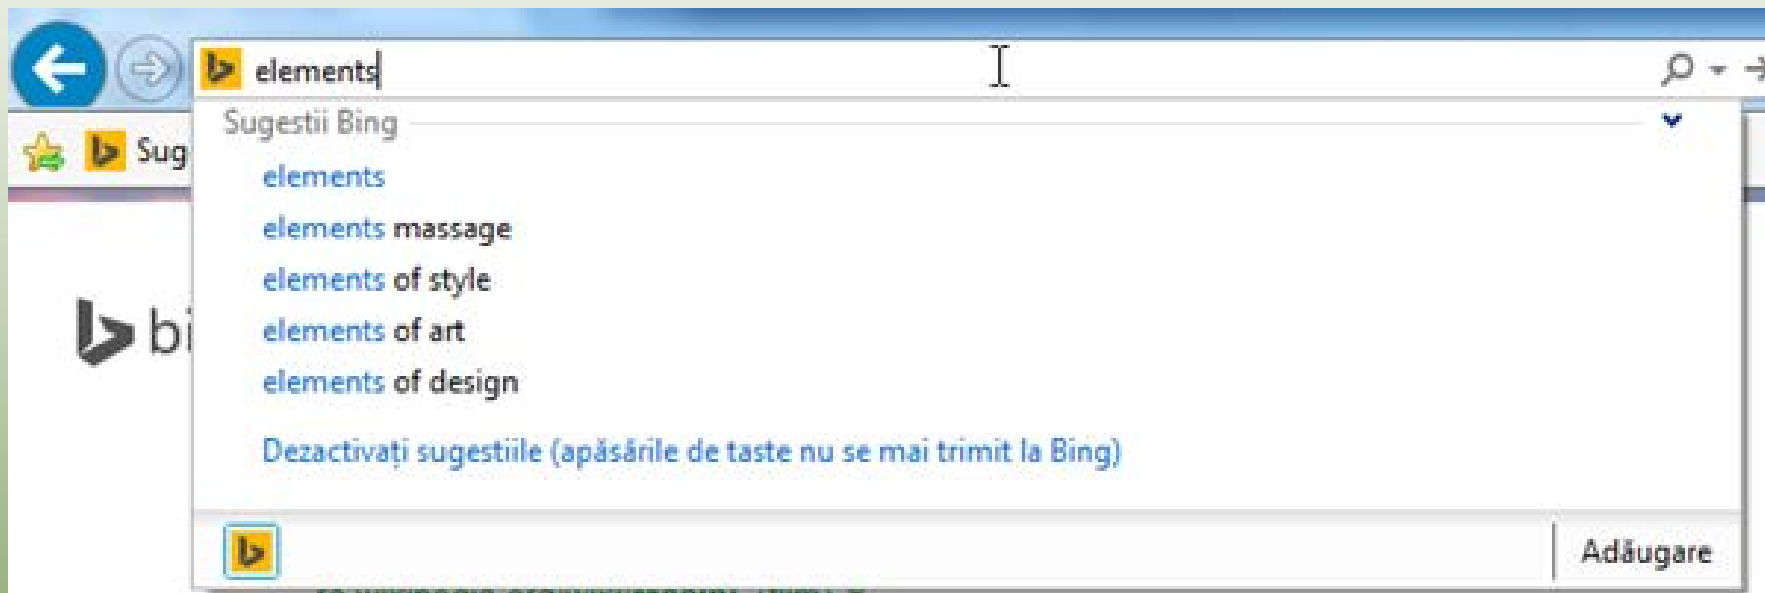 elements
Sugestii Bing
Sug
elements
elements massage
elements of style
bi
elements of art
elements of design
Dezactivați sugestiile (apăsările de taste nu se mai trimit la Bing)
Adăugare